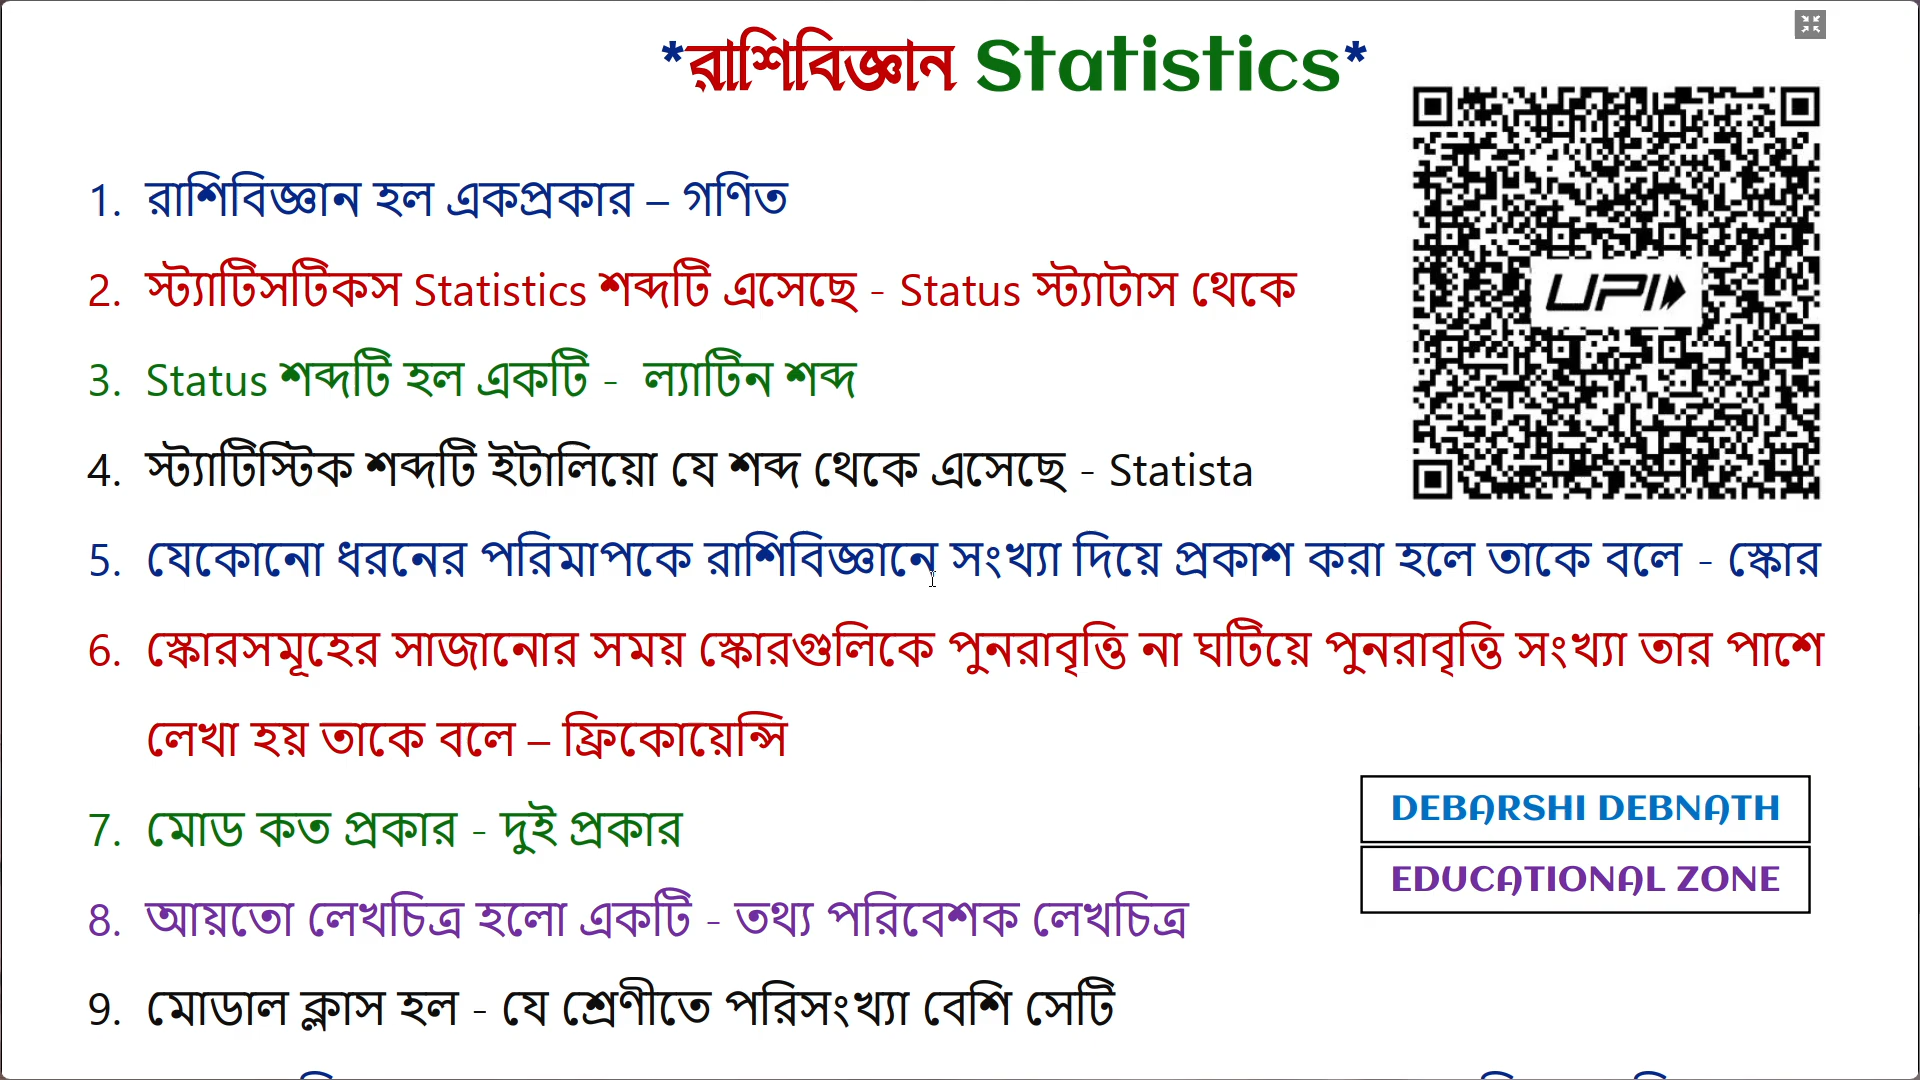 *রাশিবিজ্ঞান Statistics*
1. রাশিবিজ্ঞান হল একপ্রকার – গণিত
2. স্ট্যাটিসটিকস Statistics শব্দটি এসেছে - Status স্ট্যাটাস থেকে
3. Status শব্দটি হল একটি - ল্যাটিন শব্দ
4. স্ট্যাটিস্টিক শব্দটি ইটালিয়ো যে শব্দ থেকে এসেছে - Statista
UPI
5. যেকোনো ধরনের পরিমাপকে রাশিবিজ্ঞানে সংখ্যা দিয়ে প্রকাশ করা হলে তাকে বলে - স্কোর
6. স্কোরসমূহের সাজানোর সময় স্কোরগুলিকে পুনরাবৃত্তি না ঘটিয়ে পুনরাবৃত্তি সংখ্যা তার পাশে
লেখা হয় তাকে বলে – ফ্রিকোয়েন্সি
7. মোড কত প্রকার - দুই প্রকার
DEBARSHI DEBNATH
EDUCATIONAL ZONE
8. আয়তো লেখচিত্র হলো একটি - তথ্য পরিবেশক লেখচিত্র
9. মোডাল ক্লাস হল - যে শ্রেণীতে পরিসংখ্যা বেশি সেটি